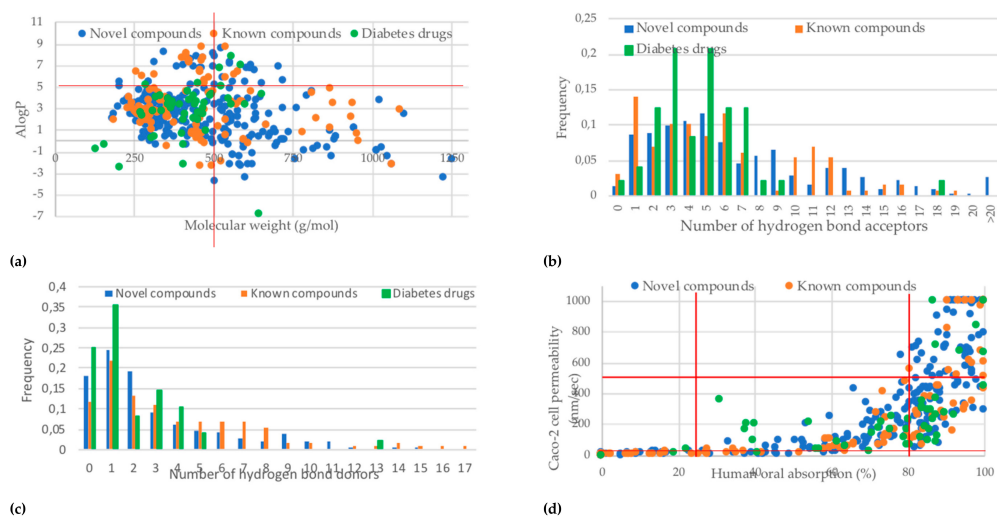 11
9
7
5
3
1
-1
-3
-5
-7
AlogP
Novel compounds Known compounds Diabetes drugs
0 250 500 750 1000 1250
Molecular weight (g/mol)
(a)
0,25
0,2
0,15
0,1
0,05
0
Frequency
Novel compounds Known compounds
Diabetes drugs
0 1 2 3 4 5 6 7 8 9 10 11 12 13 14 15 16 17 18 19 20 >20
Number of hydrogen bond acceptors
(b)
0,4
0,35
0,3
0,25
0,2
0,15
0,1
0,05
0
Frequency
Novel compounds Known compounds Diabetes drugs
0 1 2 3 4 5 6 7 8 9 10 11 12 13 14 15 16 17
Number of hydrogen bond donors
(c)
1000
800
600
400
200
0
Caco-2 cell permeability
(nm/sec)
Novel compounds Known compounds
0 20 40 60 80 100
Human oral absorption (%)
(d)